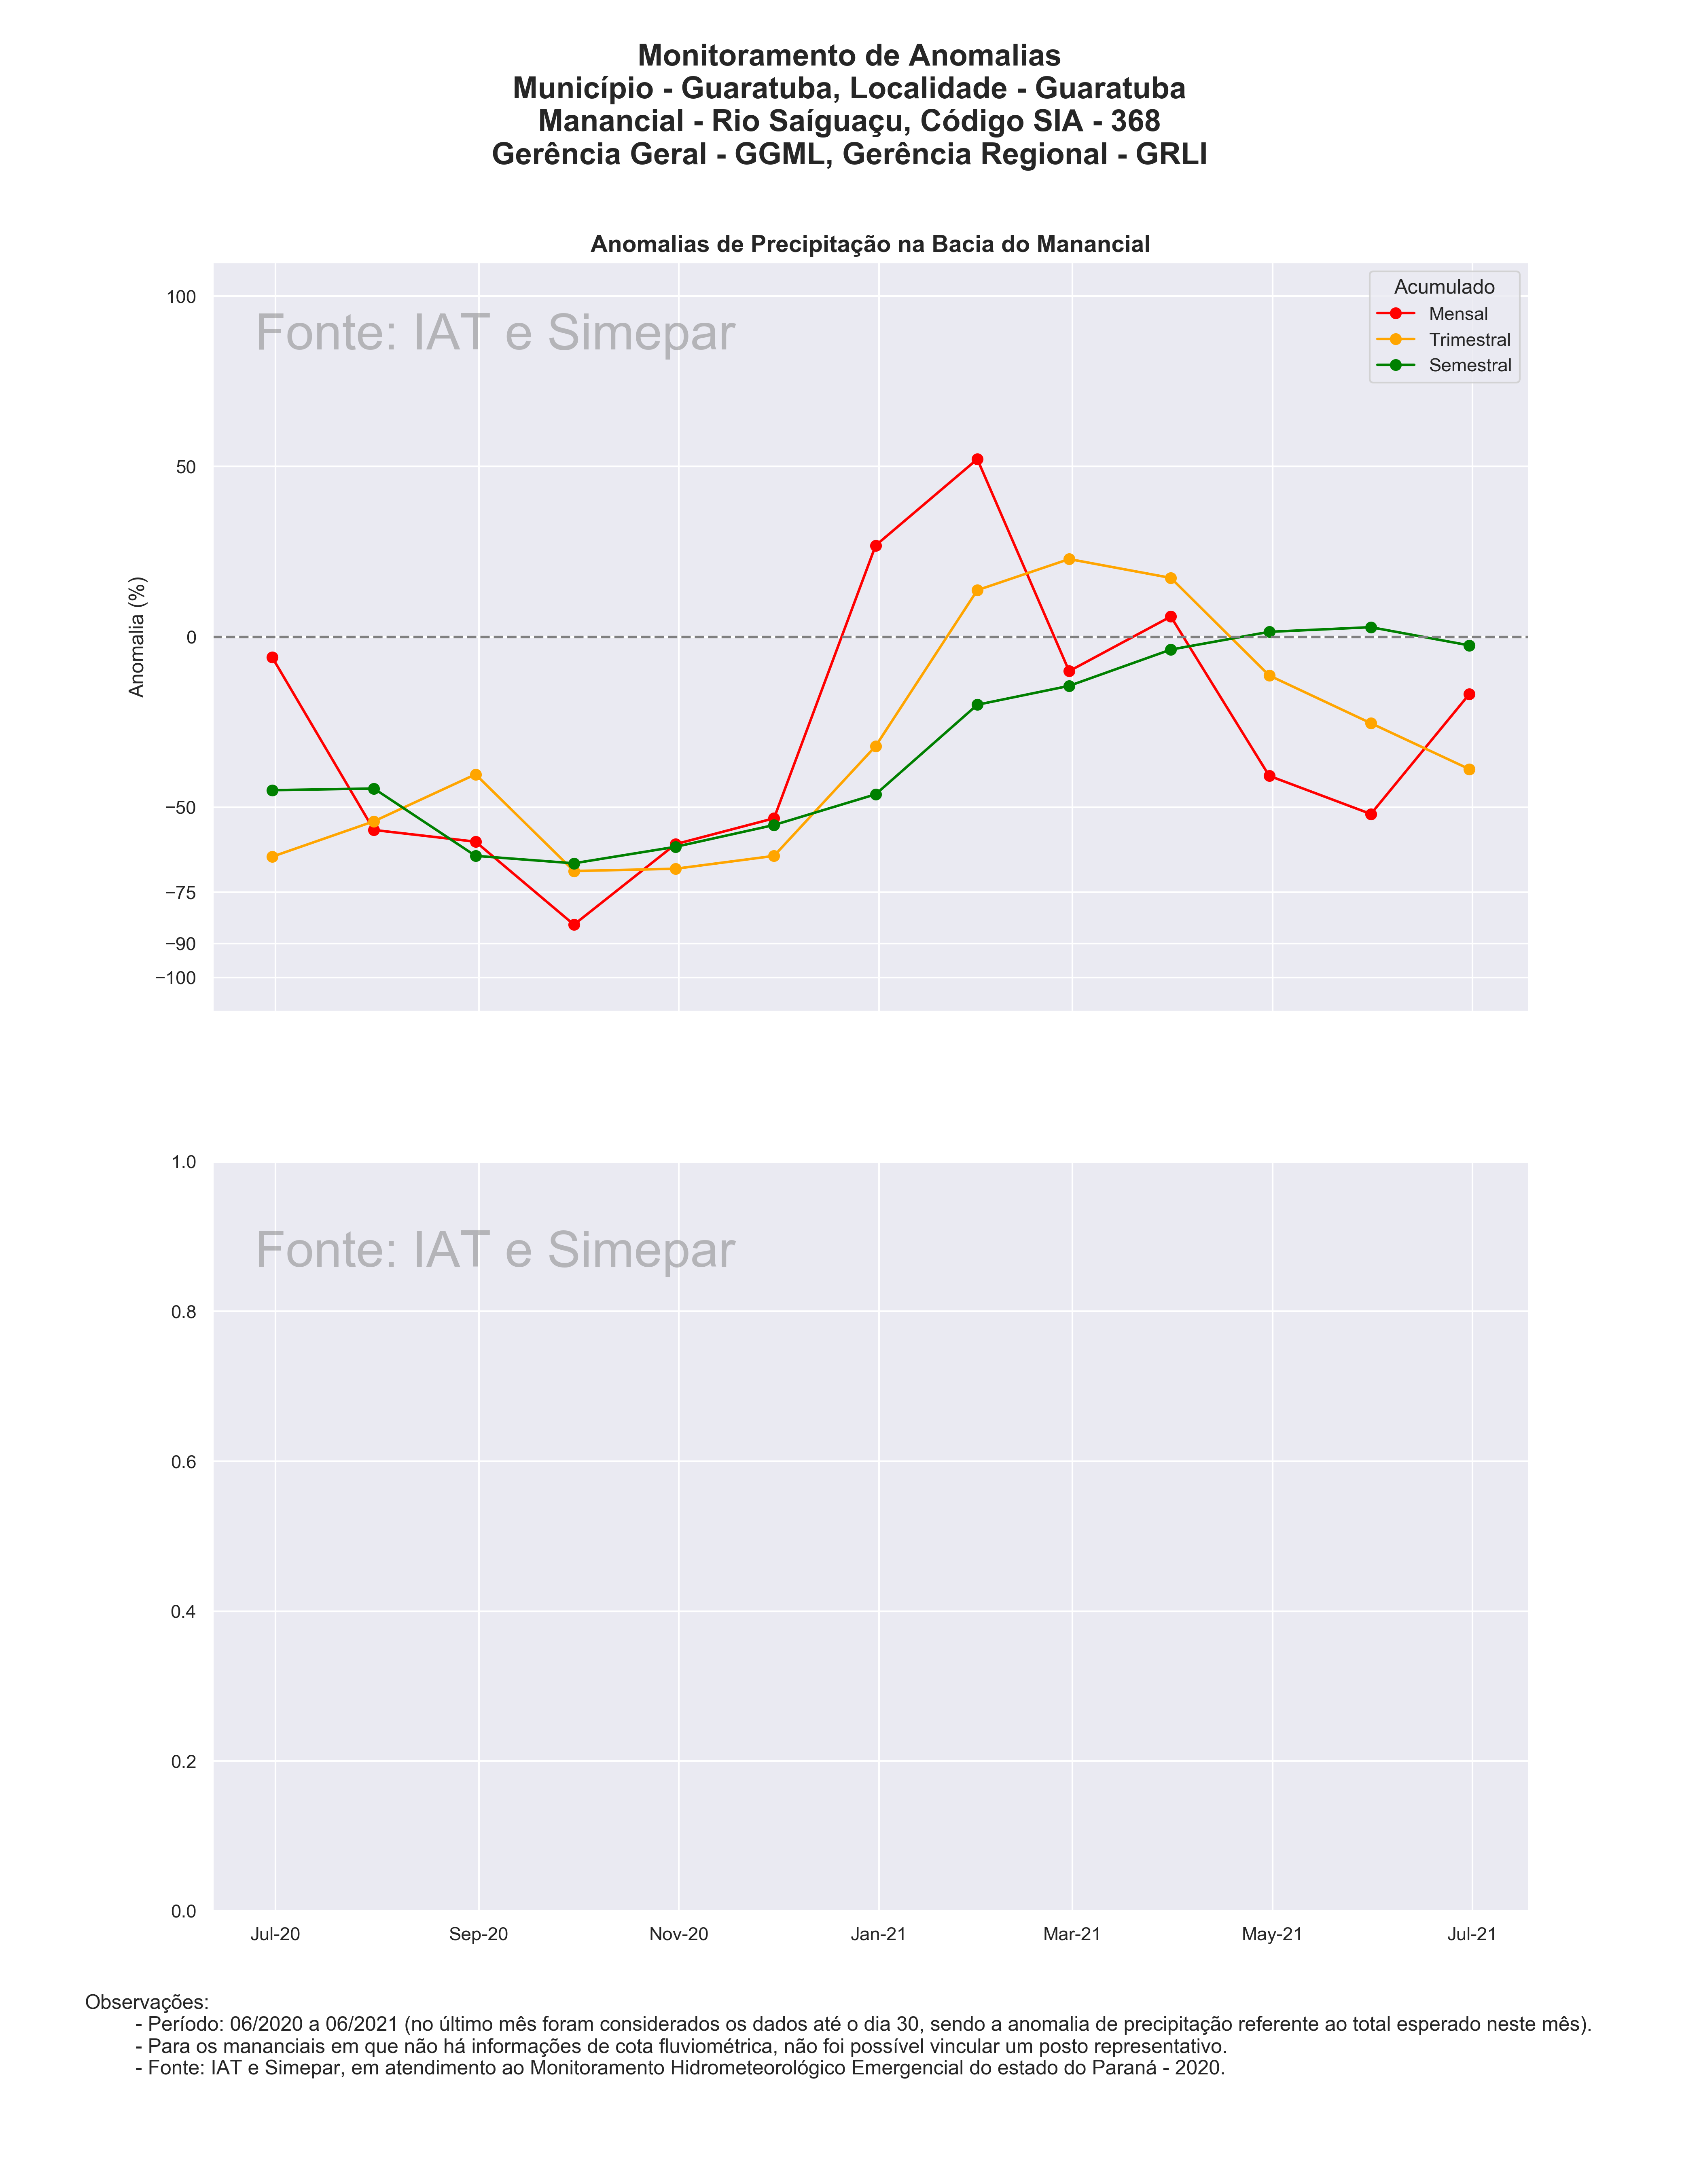 Monitoramento de Anomalias
Município - Guaratuba, Localidade - Guaratuba
Manancial - Rio Saíguaçu, Código SIA - 368
Gerência Geral - GGML, Gerência Regional - GRLI
Anomalias de Precipitação na Bacia do Manancial
Fonte: IAT e Simepar
Acumulado
Mensal
Trimestral
Semestral
Anomalia (%)
100
50
0
−50
−75
−90
−100
Fonte: IAT e Simepar
1.0
0.8
0.6
0.4
0.2
0.0
Jul-20 Sep-20 Nov-20 Jan-21 Mar-21 May-21 Jul-21
Observações:
- Período: 06/2020 a 06/2021 (no último mês foram considerados os dados até o dia 30, sendo a anomalia de precipitação referente ao total esperado neste mês).
- Para os mananciais em que não há informações de cota fluviométrica, não foi possível vincular um posto representativo.
- Fonte: IAT e Simepar, em atendimento ao Monitoramento Hidrometeorológico Emergencial do estado do Paraná - 2020.